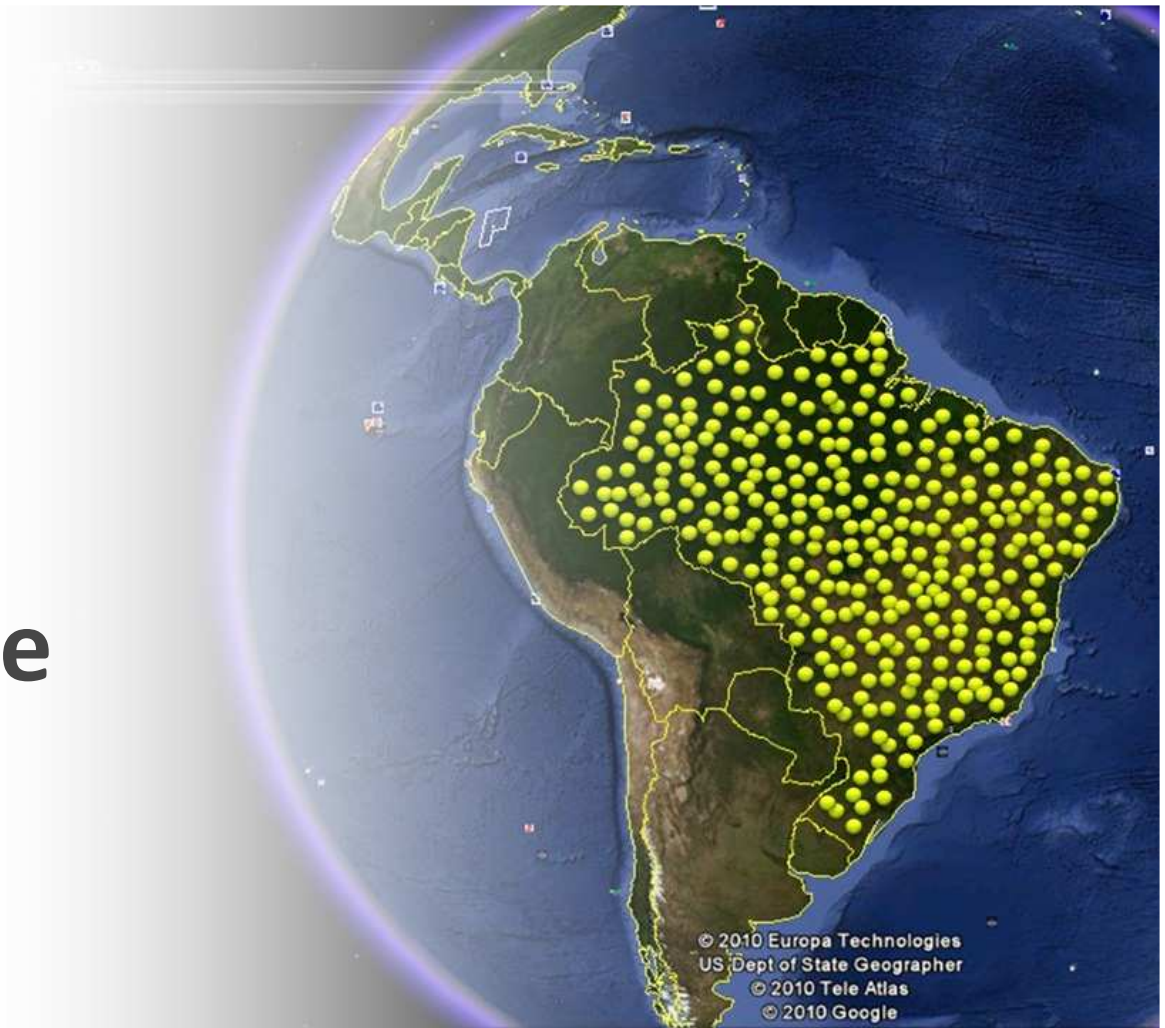 e
© 2010 Europa Technologies
US Dept of State Geographer
© 2010 Tele Atlas
© 2010 Google